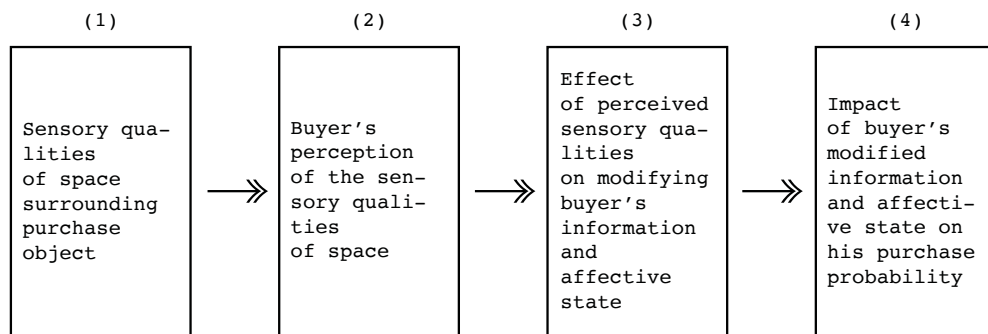 (1)
(2)
(3)
(4)
Sensory qua–
lities
of space
surrounding
purchase
object
Buyer's
perception
of the sen–
sory quali–
ties
of space
Effect
of perceived
sensory qua–
lities
on modifying
buyer's
information
and
affective
state
Impact
of buyer's
modified
information
and affecti–
ve state on
his purchase
probability